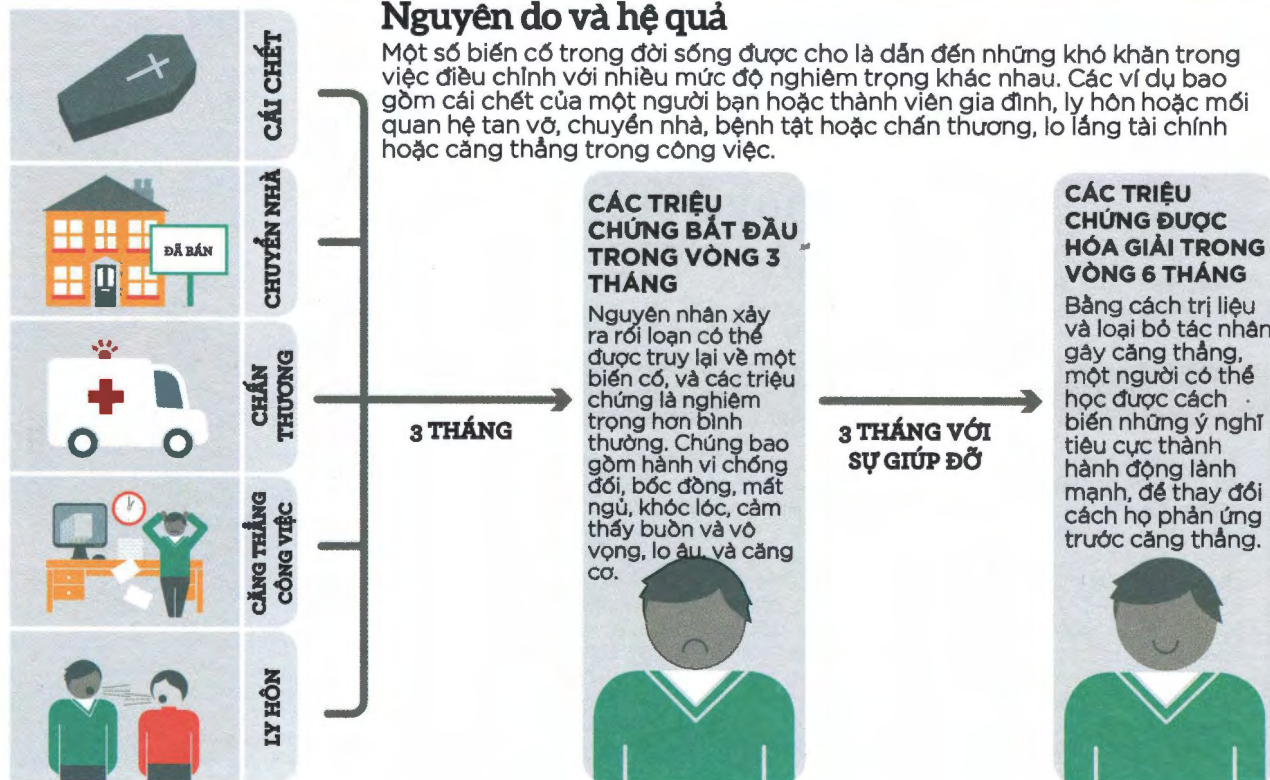 Nguyên do và hệ quả
Một số biến cố trong đời sống được cho là dẫn đến những khó khăn trong
việc điều chỉnh với nhiều mức độ nghiêm trọng khác nhau. Các ví dụ bao
gồm cái chết của một người bạn hoặc thành viên gia đình, ly hôn hoặc mối
quan hệ tan vỡ, chuyển nhà, bệnh tật hoặc chấn thương, lo lắng tài chính
hoặc căng thẳng trong công việc.
CÁI CHẾT
CHUYỂN NHÀ
ĐÃ BÁN
CHẤN
THƯƠNG
CĂNG THẲNG
CÔNG VIỆC
LY HÔN
3 THÁNG
CÁC TRIỆU
CHỨNG BẮT ĐẦU
TRONG VÒNG 3
THÁNG
Nguyên nhân xảy
ra rối loạn có thể
được truy lại về một
biến cố, và các triệu
chứng là nghiêm
trọng hơn bình
thường. Chúng bao
gồm hành vi chống
đối, bốc đồng, mất
ngủ, khóc lóc, cảm
thấy buồn và vô
vọng, lo âu, và căng
cơ.
3 THÁNG VỚI
SỰ GIÚP ĐỠ
CÁC TRIỆU
CHỨNG ĐƯỢC
HÓA GIẢI TRONG
VÒNG 6 THÁNG
Bằng cách trị liệu
và loại bỏ tác nhân
gây căng thẳng,
một người có thể
học được cách
biến những ý nghĩ
tiêu cực thành
hành động lành
mạnh, để thay đổi
cách họ phản ứng
trước căng thẳng.